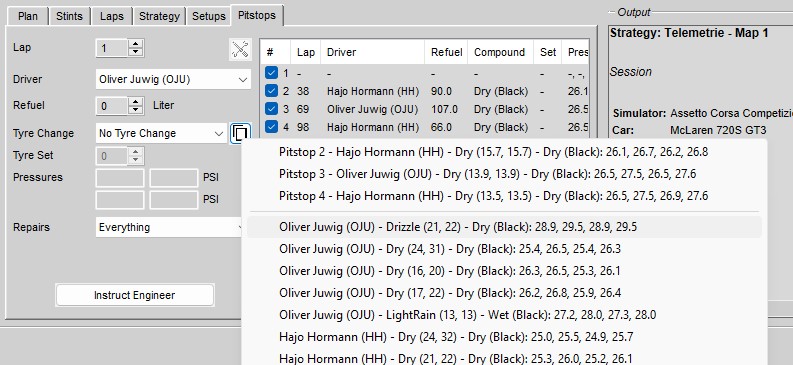 Plan Stints Laps Strategy Setups Pitstops
Lap 1
Driver Oliver Juwig (OJU)
Refuel 0 Liter
Tyre Change No Tyre Change
Tyre Set 0
Pressures PSI
PSI
Repairs Everything
Instruct Engineer
# Lap Driver Refuel Compound Set Pres
1 - - - - - -, -,
2 38 Hajo Hormann (HH) 90.0 Dry (Black) - 26.1
3 69 Oliver Juwig (OJU) 107.0 Dry (Black) - 26.5
4 98 Hajo Hormann (HH) 66.0 Dry (Black) - 26.5
Pitstop 2 - Hajo Hormann (HH) - Dry (15.7, 15.7) - Dry (Black): 26.1, 26.7, 26.2, 26.8
Pitstop 3 - Oliver Juwig (OJU) - Dry (13.9, 13.9) - Dry (Black): 26.5, 27.5, 26.5, 27.6
Pitstop 4 - Hajo Hormann (HH) - Dry (13.5, 13.5) - Dry (Black): 26.5, 27.5, 26.9, 27.6
Oliver Juwig (OJU) - Drizzle (21, 22) - Dry (Black): 28.9, 29.5, 28.9, 29.5
Oliver Juwig (OJU) - Dry (24, 31) - Dry (Black): 25.4, 26.5, 25.4, 26.3
Oliver Juwig (OJU) - Dry (16, 20) - Dry (Black): 26.3, 26.5, 25.3, 26.1
Oliver Juwig (OJU) - Dry (17, 22) - Dry (Black): 26.2, 26.8, 25.9, 26.4
Oliver Juwig (OJU) - LightRain (13, 13) - Wet (Black): 27.2, 28.0, 27.3, 28.0
Hajo Hormann (HH) - Dry (24, 32) - Dry (Black): 25.0, 25.5, 24.9, 25.7
Hajo Hormann (HH) - Dry (21, 22) - Dry (Black): 25.3, 26.0, 25.2, 26.1
Output
Strategy: Telemetrie - Map 1
Session
Simulator: Assetto Corsa Competizi
Car: McLaren 720S GT3